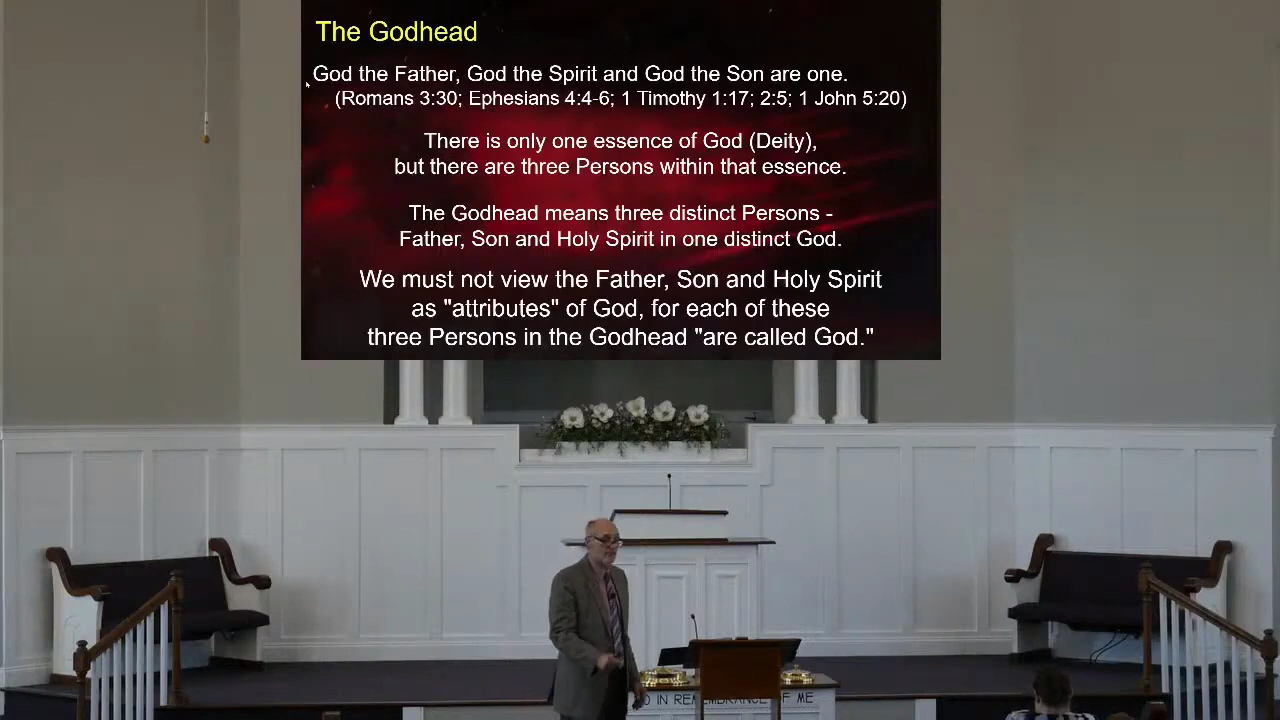 The Godhead
God the Father, God the Spirit and God the Son are one.
(Romans 3:30; Ephesians 4:4-6; 1 Timothy 1:17; 2:5; 1 John 5:20)
There is only one essence of God (Deity),
but there are three Persons within that essence.
The Godhead means three distinct Persons -
Father, Son and Holy Spirit in one distinct God.
We must not view the Father, Son and Holy Spirit
as "attributes" of God, for each of these
three Persons in the Godhead "are called God."
IN REMEMBRANCE OF ME